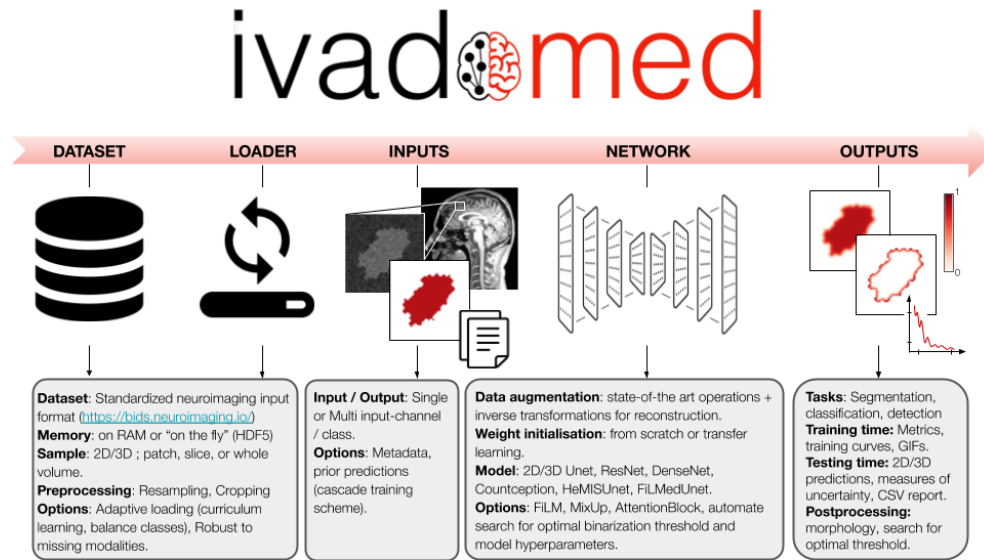 ivadomed
DATASET
LOADER
INPUTS
NETWORK
OUTPUTS
1
0
Dataset: Standardized neuroimaging input
format (https://bids.neuroimaging.io/)
Memory: on RAM or "on the fly" (HDF5)
Sample: 2D/3D ; patch, slice, or whole
volume.
Preprocessing: Resampling, Cropping
Options: Adaptive loading (curriculum
learning, balance classes), Robust to
missing modalities.
Input / Output: Single
or Multi input-channel
/ class.
Options: Metadata,
prior predictions
(cascade training
scheme).
Data augmentation: state-of-the art operations +
inverse transformations for reconstruction.
Weight initialisation: from scratch or transfer
learning.
Model: 2D/3D Unet, ResNet, DenseNet,
Countception, HeMISUnet, FiLMedUnet.
Options: FiLM, MixUp, AttentionBlock, automate
search for optimal binarization threshold and
model hyperparameters.
Tasks: Segmentation,
classification, detection
Training time: Metrics,
training curves, GIFs.
Testing time: 2D/3D
predictions, measures of
uncertainty, CSV report.
Postprocessing:
morphology, search for
optimal threshold.